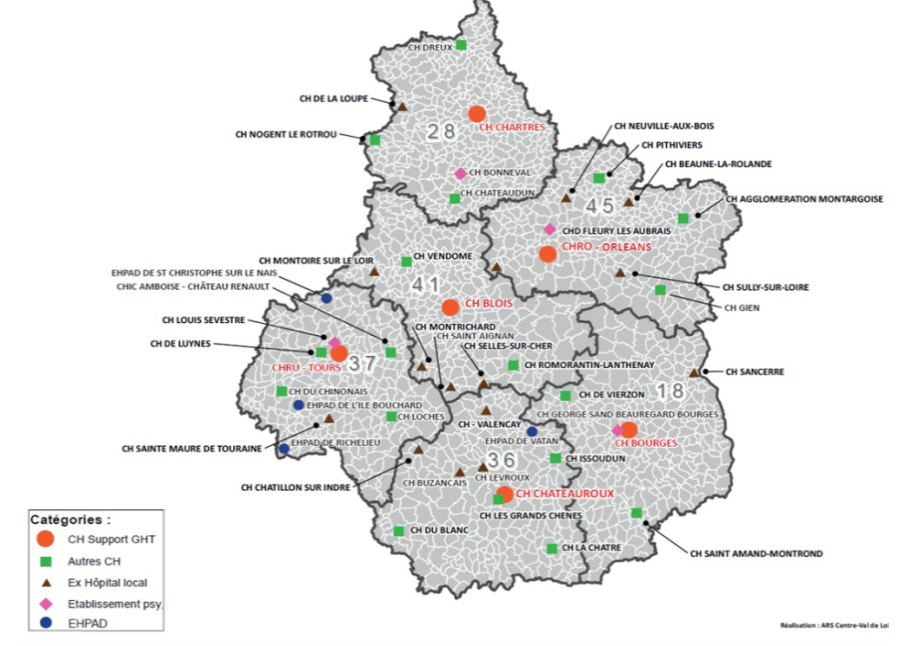 CH DREUX
CH DE LA LOUPE
CH CHARTRES
CH NOGENT LE ROTROU
28
CH BONNEVAL
CH CHATEAUDUN
CH NEUVILLE-AUX-BOIS
CH PITHIVIERS
CH BEAUNE-LA-ROLANDE
CH AGGLOMERATION MONTARGOISE
45
CHD FLEURY LES AUBRAIS
CHRO - ORLEANS
CH SULLY-SUR-LOIRE
CH GIEN
CH MONTOIRE SUR LE LOIR
CH VENDOME
41
CH BLOIS
EHPAD DE ST CHRISTOPHE SUR LE NAIS
CHIC AMBOISE - CHÂTEAU RENAULT
CH LOUIS SEVESTRE
CH DE LUYNES
CHRU - TOURS
37
CH MONTRICHARD
CH SAINT AIGNAN
CH SELLES-SUR-CHER
CH ROMORANTIN-LANTHENAY
CH DU CHINONAIS
EHPAD DE L'ILE BOUCHARD
CH LOCHES
CH SAINTE MAURE DE TOURAINE
EHPAD DE RICHELIEU
CH SANCERRE
18
CH DE VIERZON
CH GEORGE SAND BEAUREGARD BOURGES
CH BOURGES
CH - VALENCAY
EHPAD DE VATAN
CH ISSOUDUN
36
CH LEVROUX
CH BUZANCAIS
CH CHATILLON SUR INDRE
CH CHATEAUROUX
CH LES GRANDS CHENES
CH DU BLANC
CH LA CHATRE
CH SAINT AMAND-MONTROND
Catégories :
CH Support GHT
Autres CH
Ex Hôpital local
Etablissement psy.
EHPAD
Réalisation : ARS Centre-Val de Loi